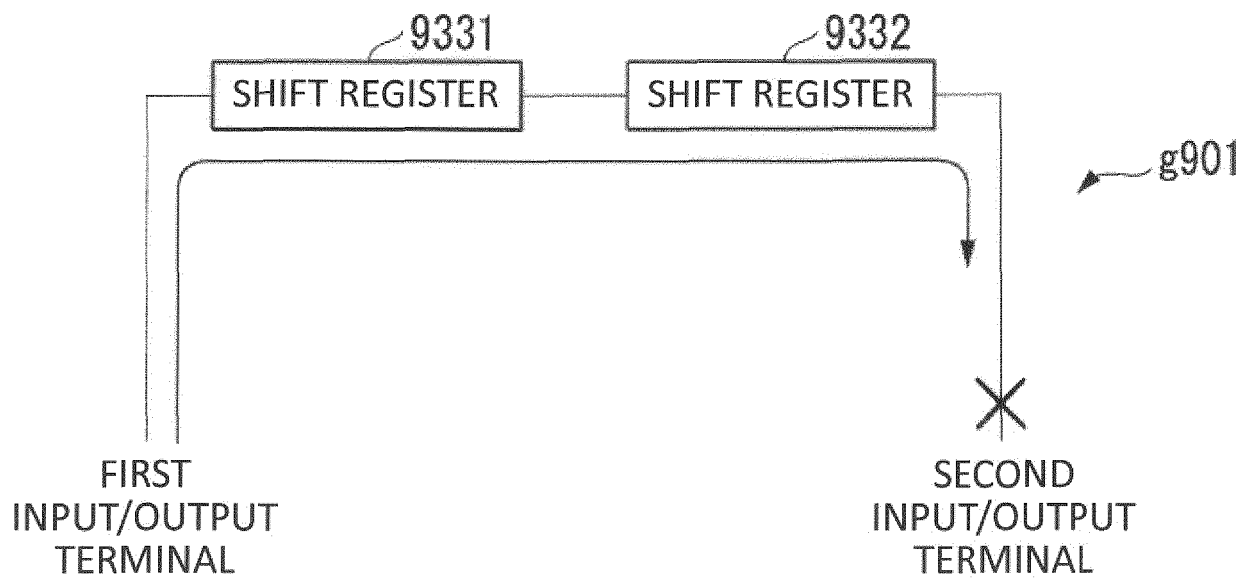 9331
9332
SHIFT REGISTER
SHIFT REGISTER
g901
FIRST
INPUT/OUTPUT
TERMINAL
SECOND
INPUT/OUTPUT
TERMINAL